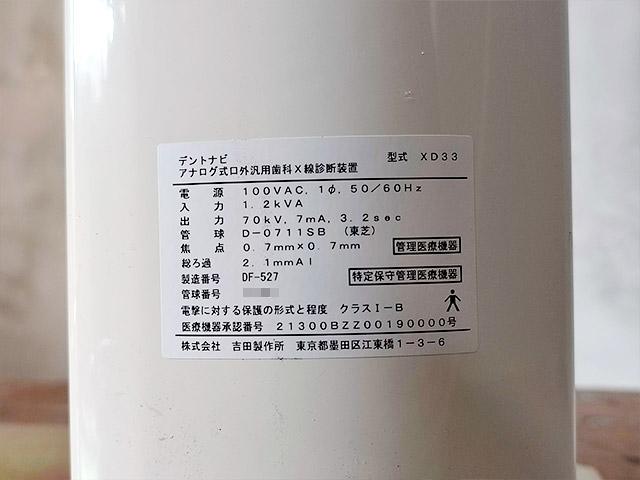 デントナビ 型式 XD33
アナログ式口外汎用歯科X線診断装置
電源 100VAC, 1φ, 50/60Hz
入力 1.2kVA
出力 70kV, 7mA, 3.2sec
管球 D-0711SB (東芝)
焦点 0.7mm×0.7mm 管理医療機器
総ろ過 2.1mmAl
製造番号 DF-527 特定保守管理医療機器
管球番号
電撃に対する保護の形式と程度 クラスI-B
医療機器承認番号 21300BZZ00190000号
株式会社 吉田製作所 東京都墨田区江東橋1-3-6